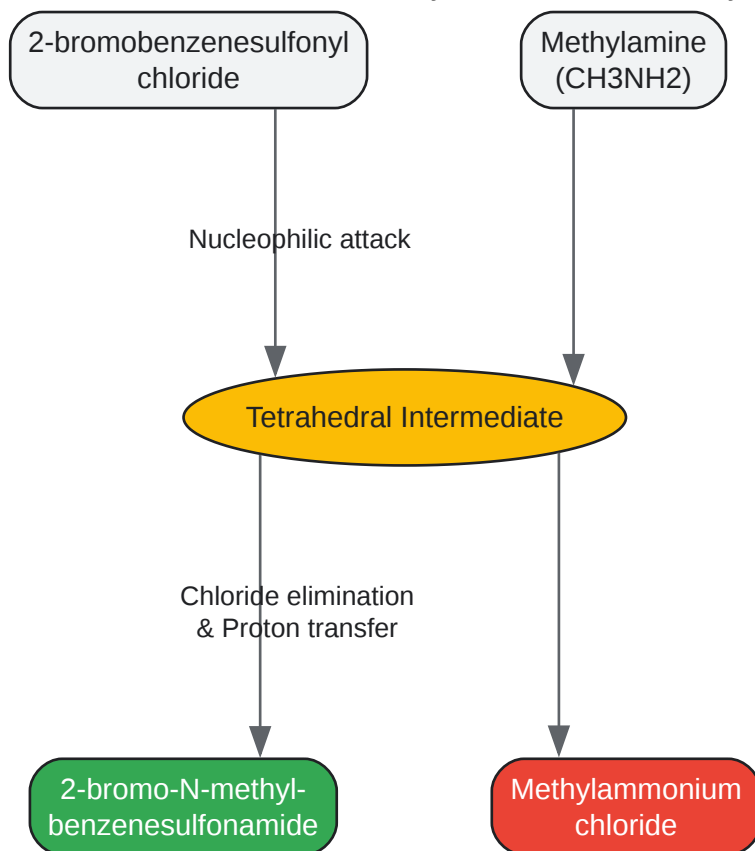 2-bromobenzenesulfonyl
chloride
Methylamine
(CH3NH2)
Nucleophilic attack
Tetrahedral Intermediate
Chloride elimination
& Proton transfer
2-bromo-N-methyl-
benzenesulfonamide
Methylammonium
chloride